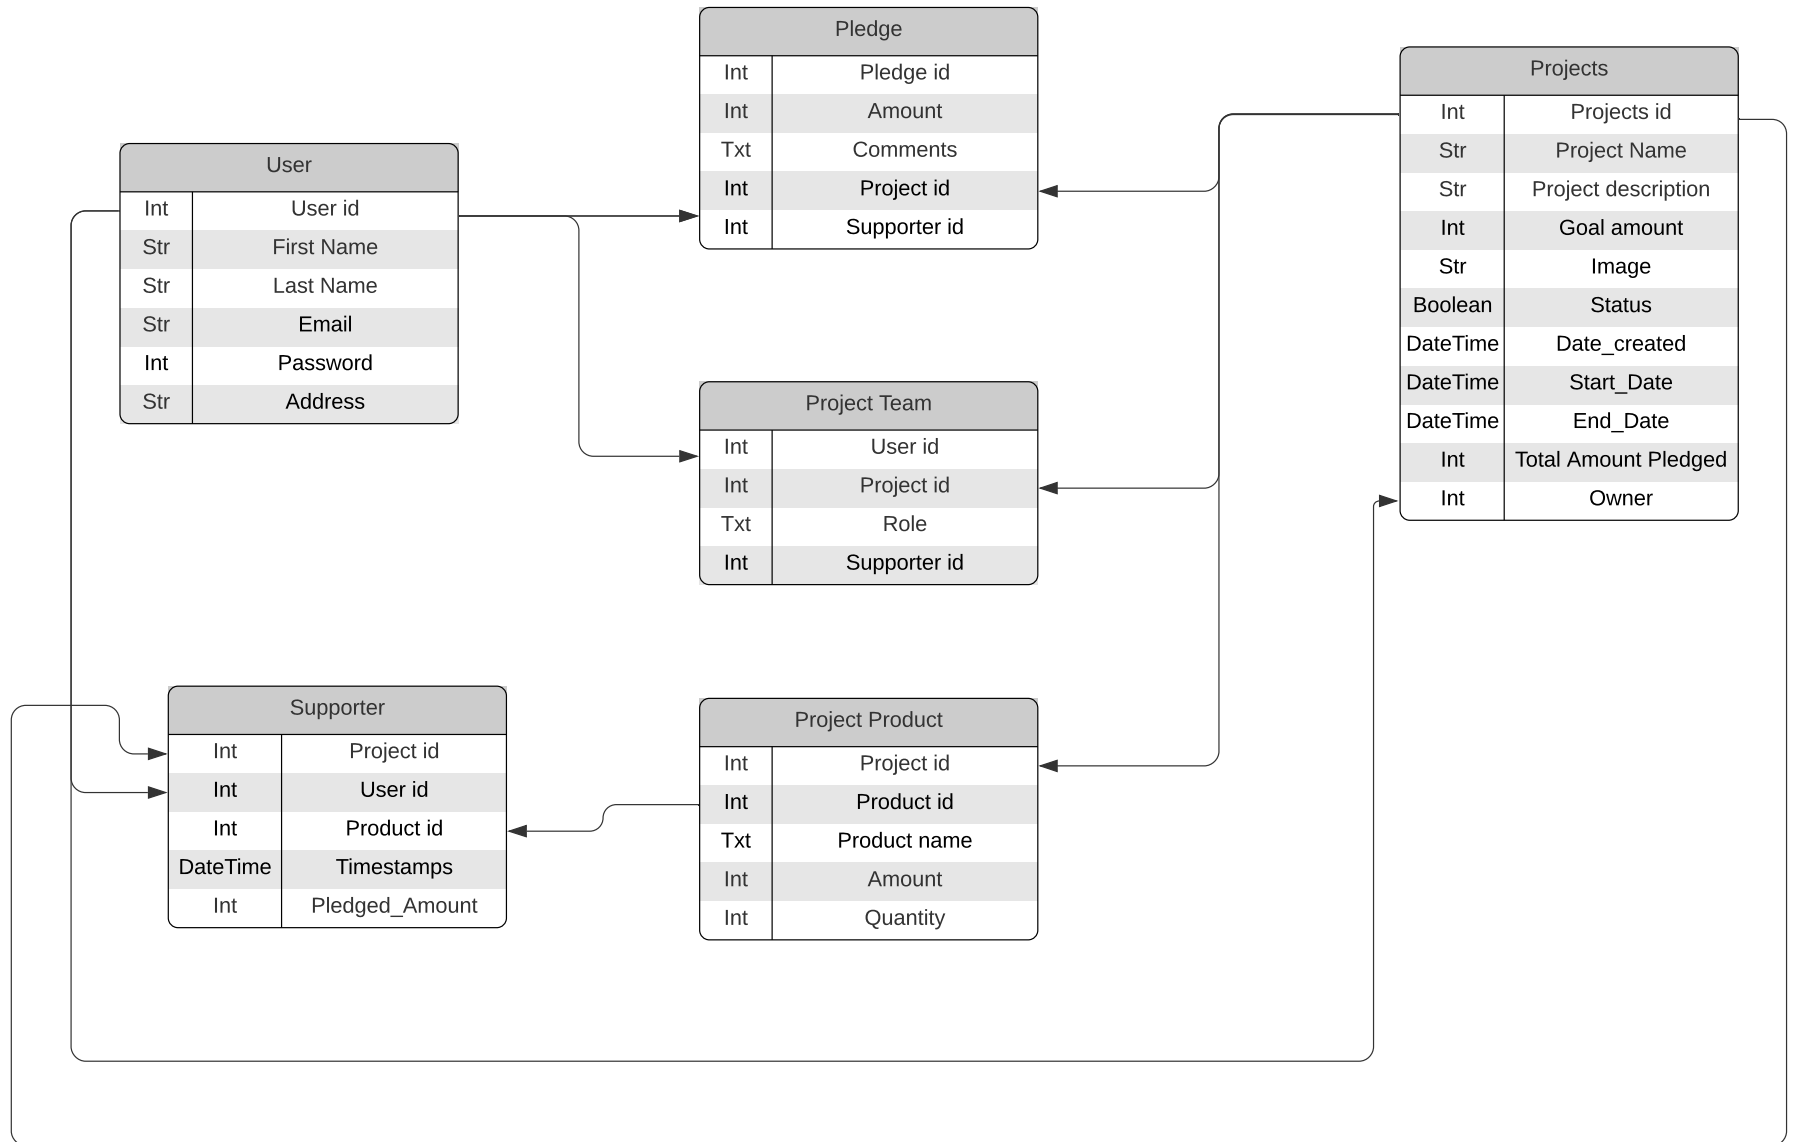 Pledge
Int Pledge id
Int Amount
Txt Comments
Int Project id
Int Supporter id
Projects
Int Projects id
Str Project Name
Str Project description
Int Goal amount
Str Image
Boolean Status
DateTime Date_created
DateTime Start_Date
DateTime End_Date
Int Total Amount Pledged
Int Owner
User
Int User id
Str First Name
Str Last Name
Str Email
Int Password
Str Address
Project Team
Int User id
Int Project id
Txt Role
Int Supporter id
Supporter
Int Project id
Int User id
Int Product id
DateTime Timestamps
Int Pledged_Amount
Project Product
Int Project id
Int Product id
Txt Product name
Int Amount
Int Quantity